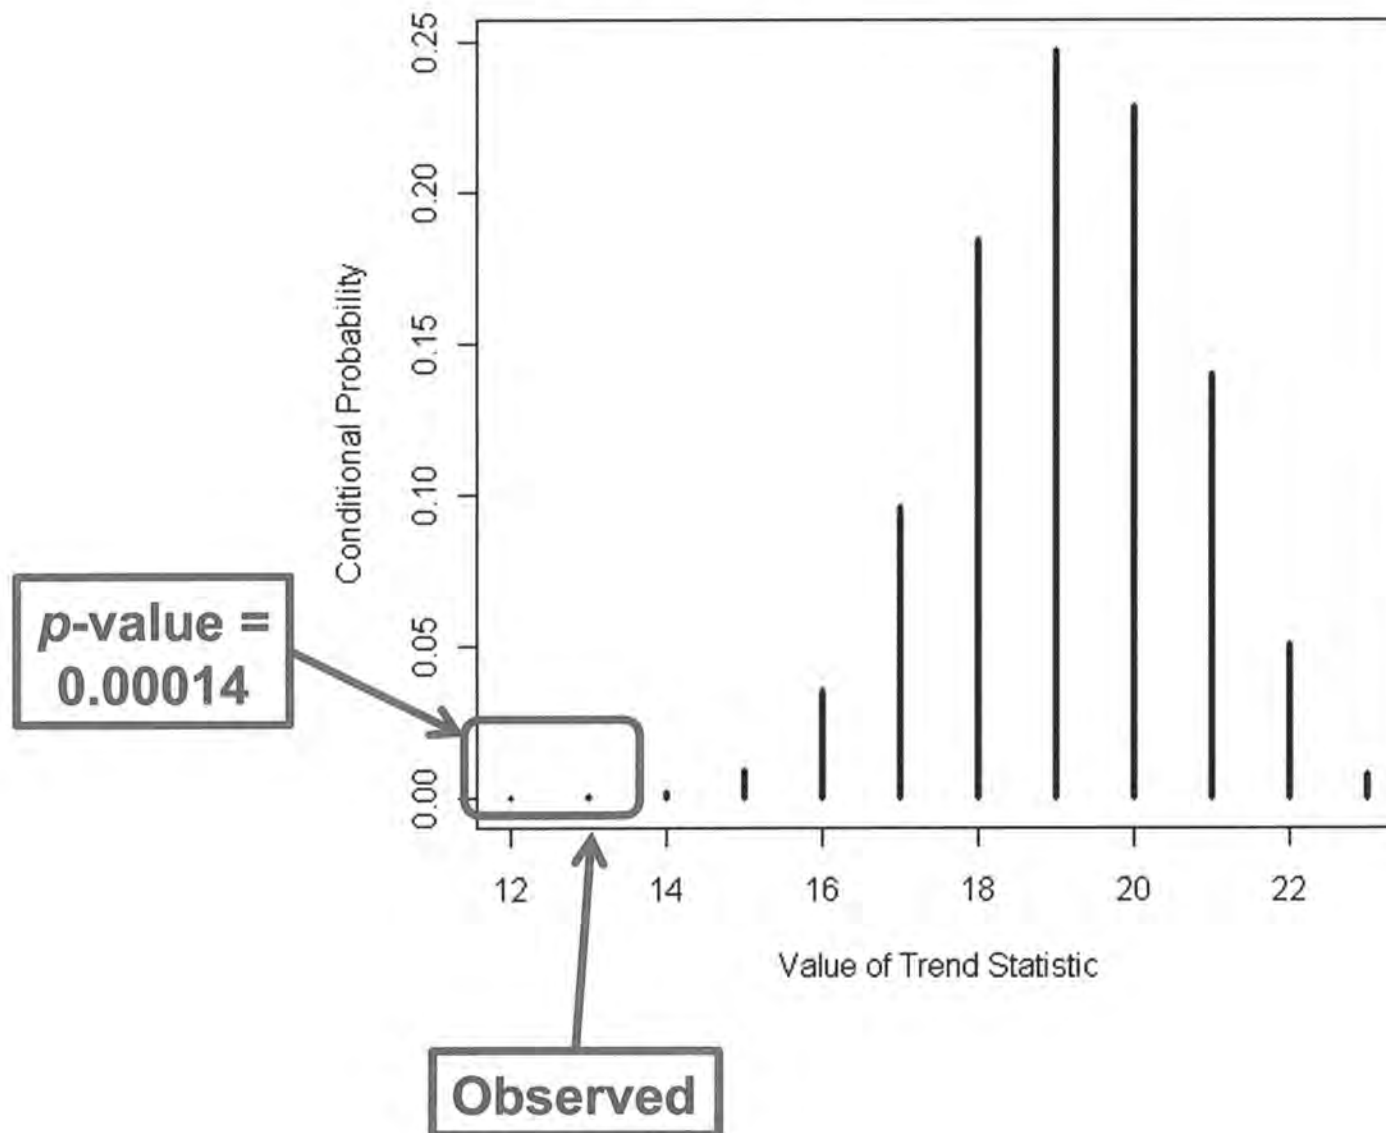 0.25
0.20
0.15
0.10
0.05
0.00
Conditional Probability
p-value =
0.00014
12 14 16 18 20 22
Value of Trend Statistic
Observed